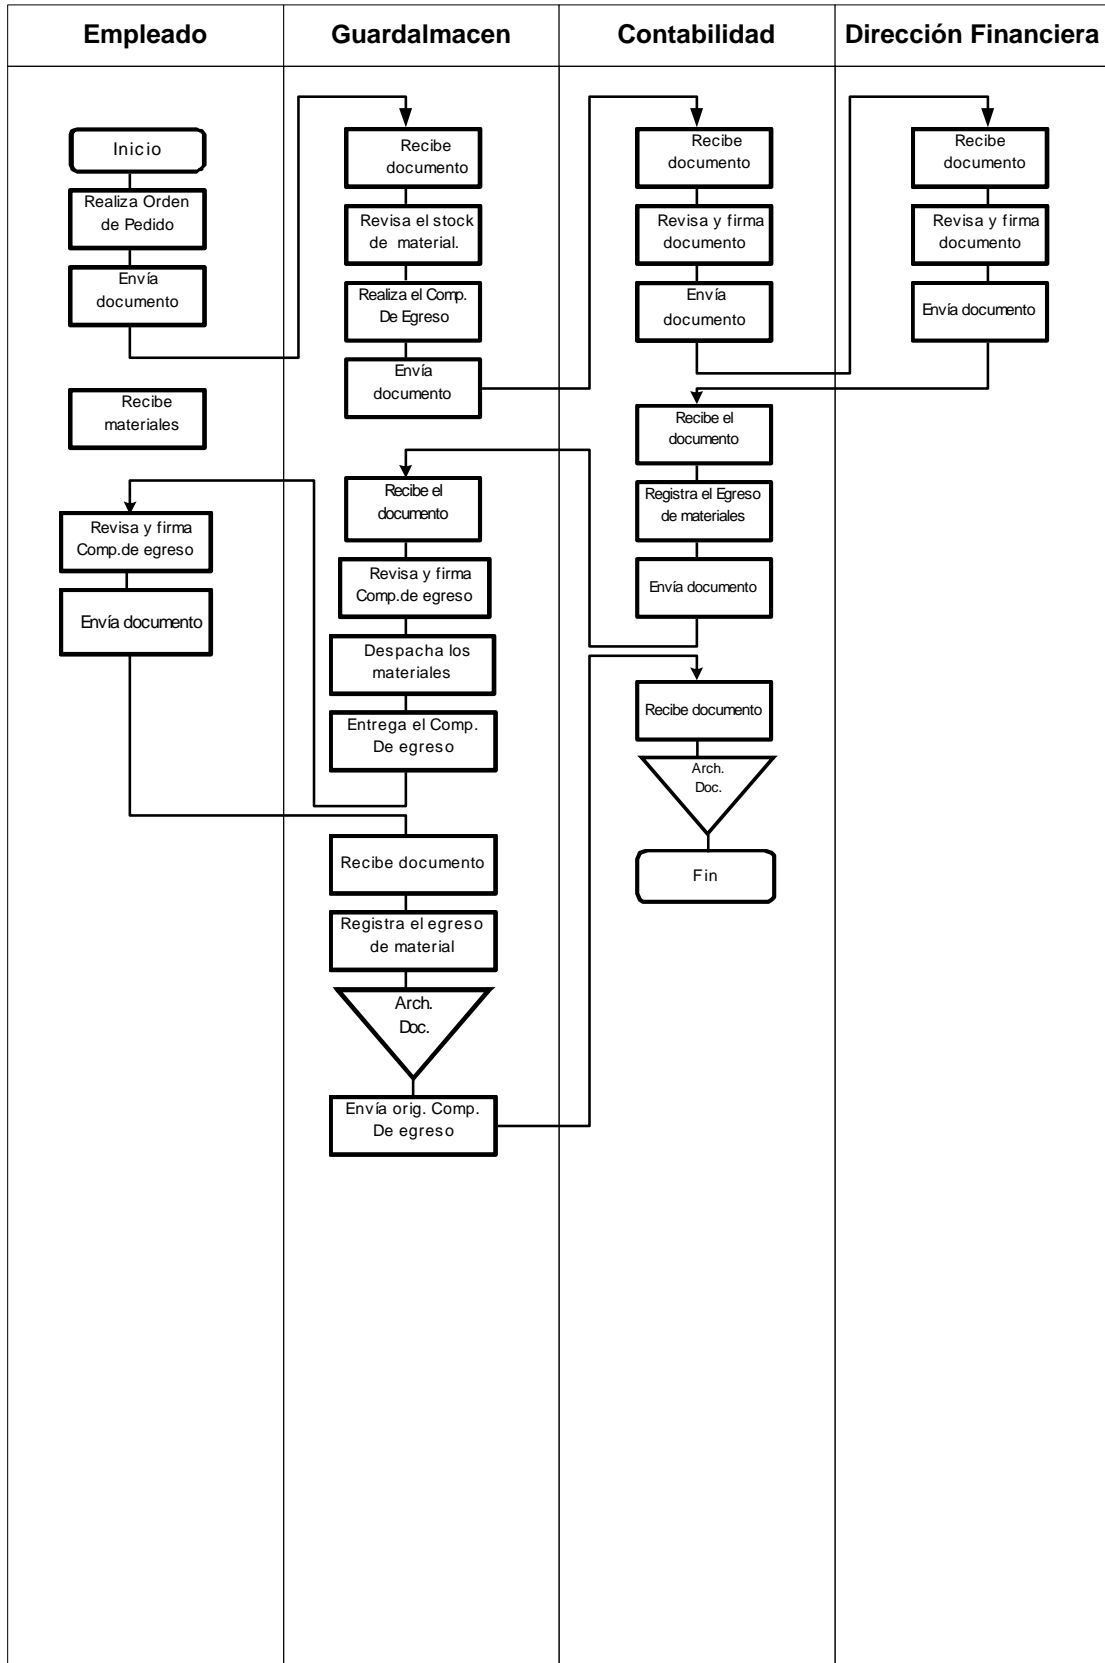 Empleado
Guardalmacen
Contabilidad
Dirección Financiera
Inicio
Realiza Orden
de Pedido
Envía
documento
Recibe
materiales
Revisa y firma
Comp.de egreso
Envía documento
Recibe
documento
Revisa el stock
de material.
Realiza el Comp.
De Egreso
Envía
documento
Recibe el
documento
Revisa y firma
Comp.de egreso
Despacha los
materiales
Entrega el Comp.
De egreso
Recibe documento
Registra el egreso
de material
Arch.
Doc.
Envía orig. Comp.
De egreso
Recibe
documento
Revisa y firma
documento
Envía
documento
Recibe el
documento
Registra el Egreso
de materiales
Envía documento
Recibe documento
Arch.
Doc.
Fin
Recibe
documento
Revisa y firma
documento
Envía documento